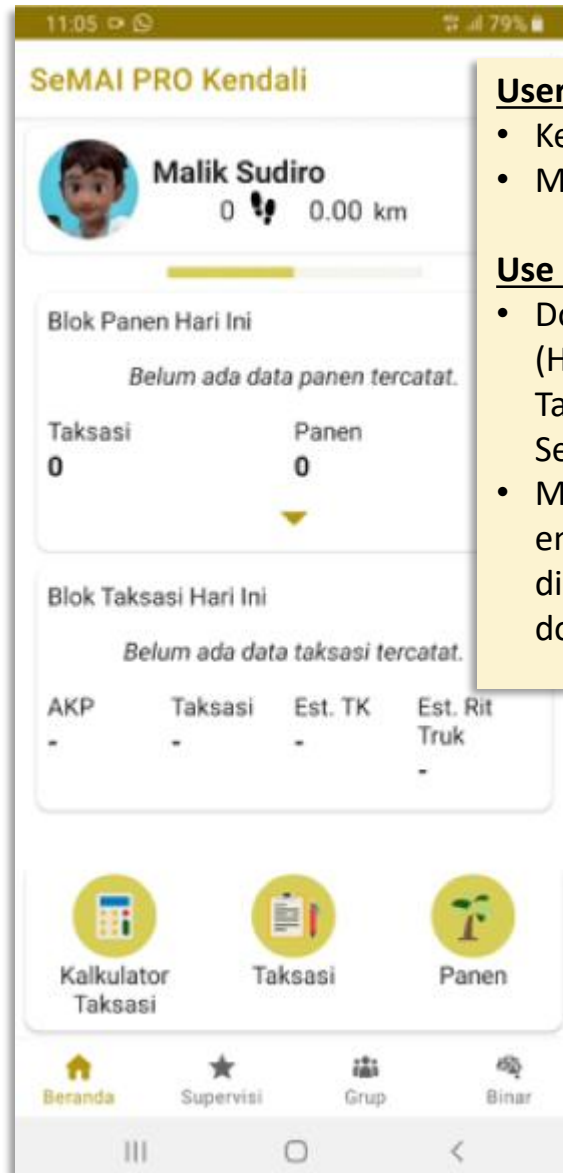 11:05
79%
SeMAI PRO Kendali
Malik Sudiro
0 0.00 km
Blok Panen Hari Ini
Belum ada data panen tercatat.
Taksasi Panen
0 0
Blok Taksasi Hari Ini
Belum ada data taksasi tercatat.
AKP Taksasi Est. TK Est. Rit
Truk
- - - -
Kalkulator Taksasi Panen
Taksasi
Beranda Supervisi Grup Binar
User
Ke
M
Use
Do
(H
Ta
Se
M
er
di
do